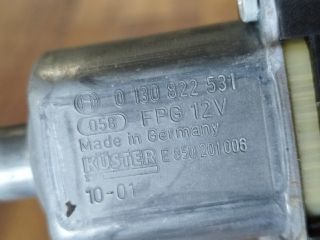 0 130 822 531
056 FPG 12V
Made in Germany
KÜSTER E 850 201 006
10-01